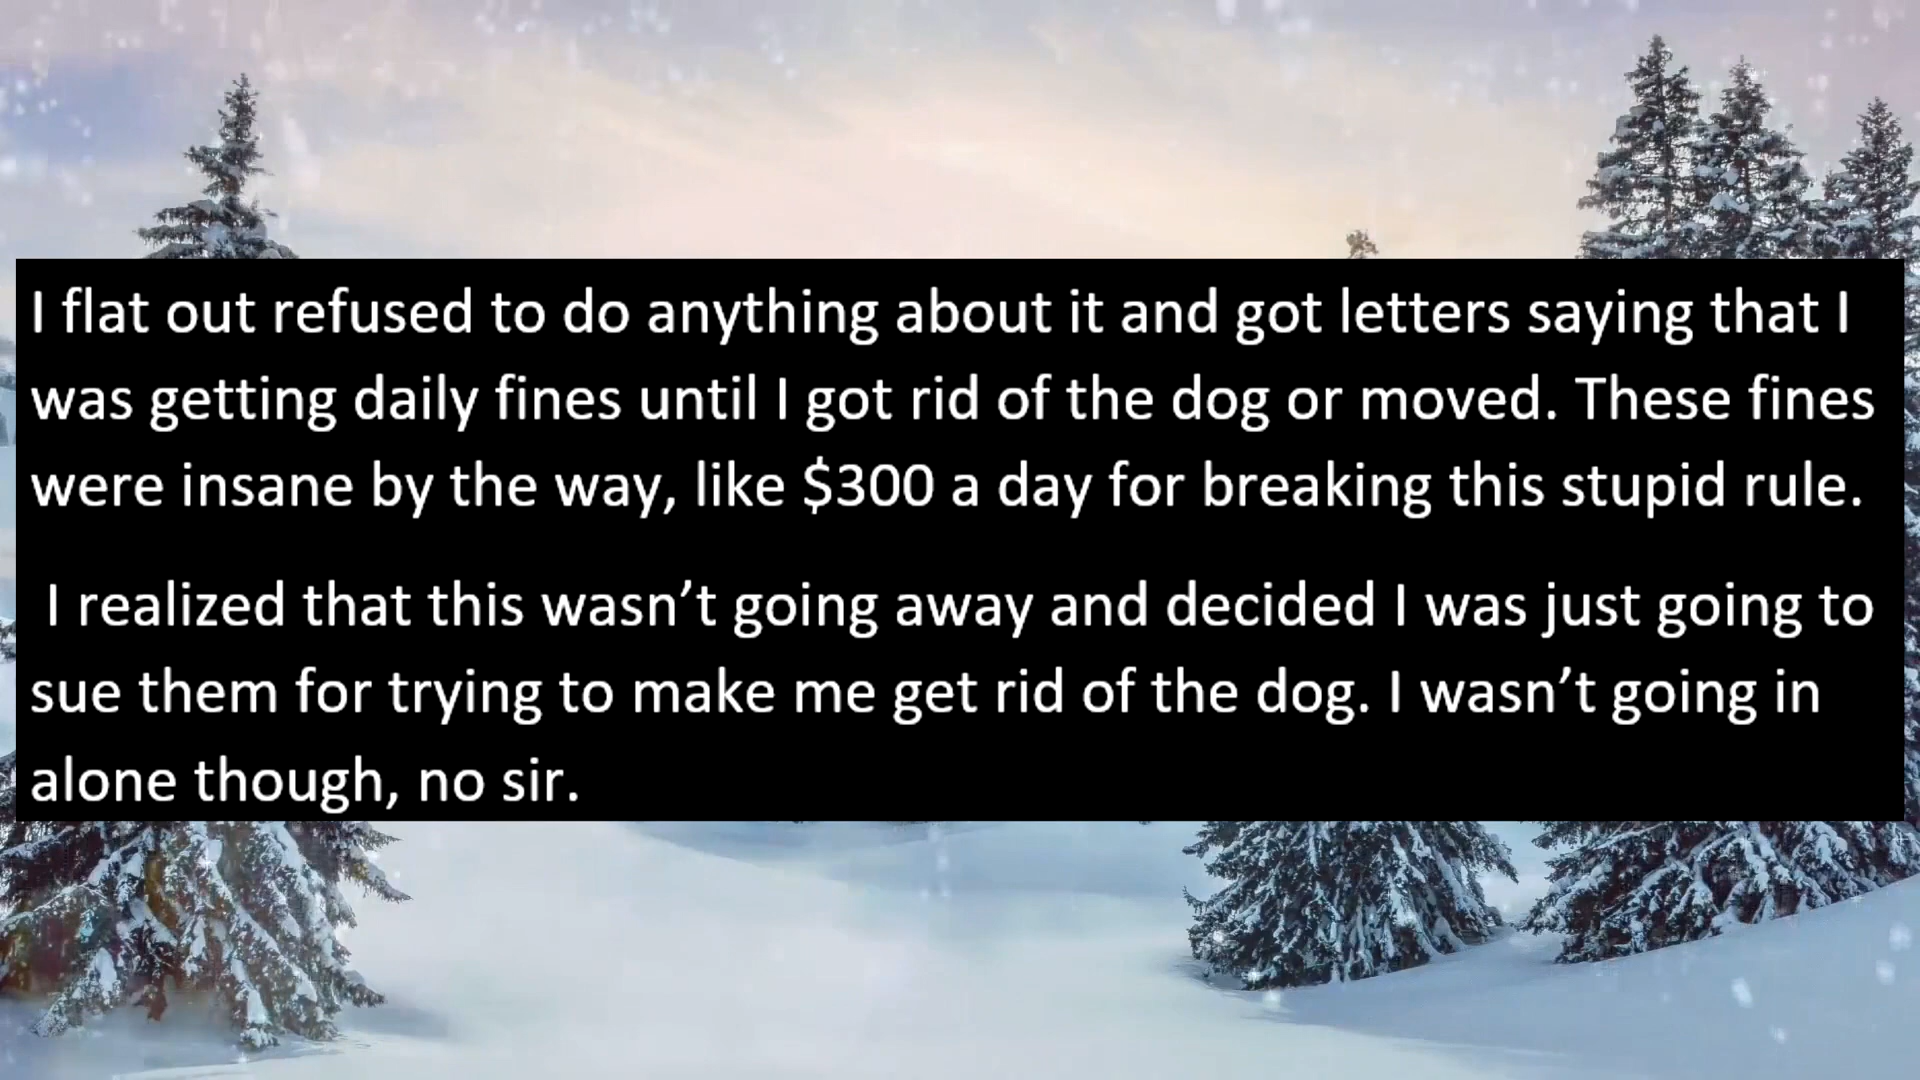 I flat out refused to do anything about it and got letters saying that I
was getting daily fines until I got rid of the dog or moved. These fines
were insane by the way, like $300 a day for breaking this stupid rule.
I realized that this wasn’t going away and decided I was just going to
sue them for trying to make me get rid of the dog. I wasn’t going in
alone though, no sir.